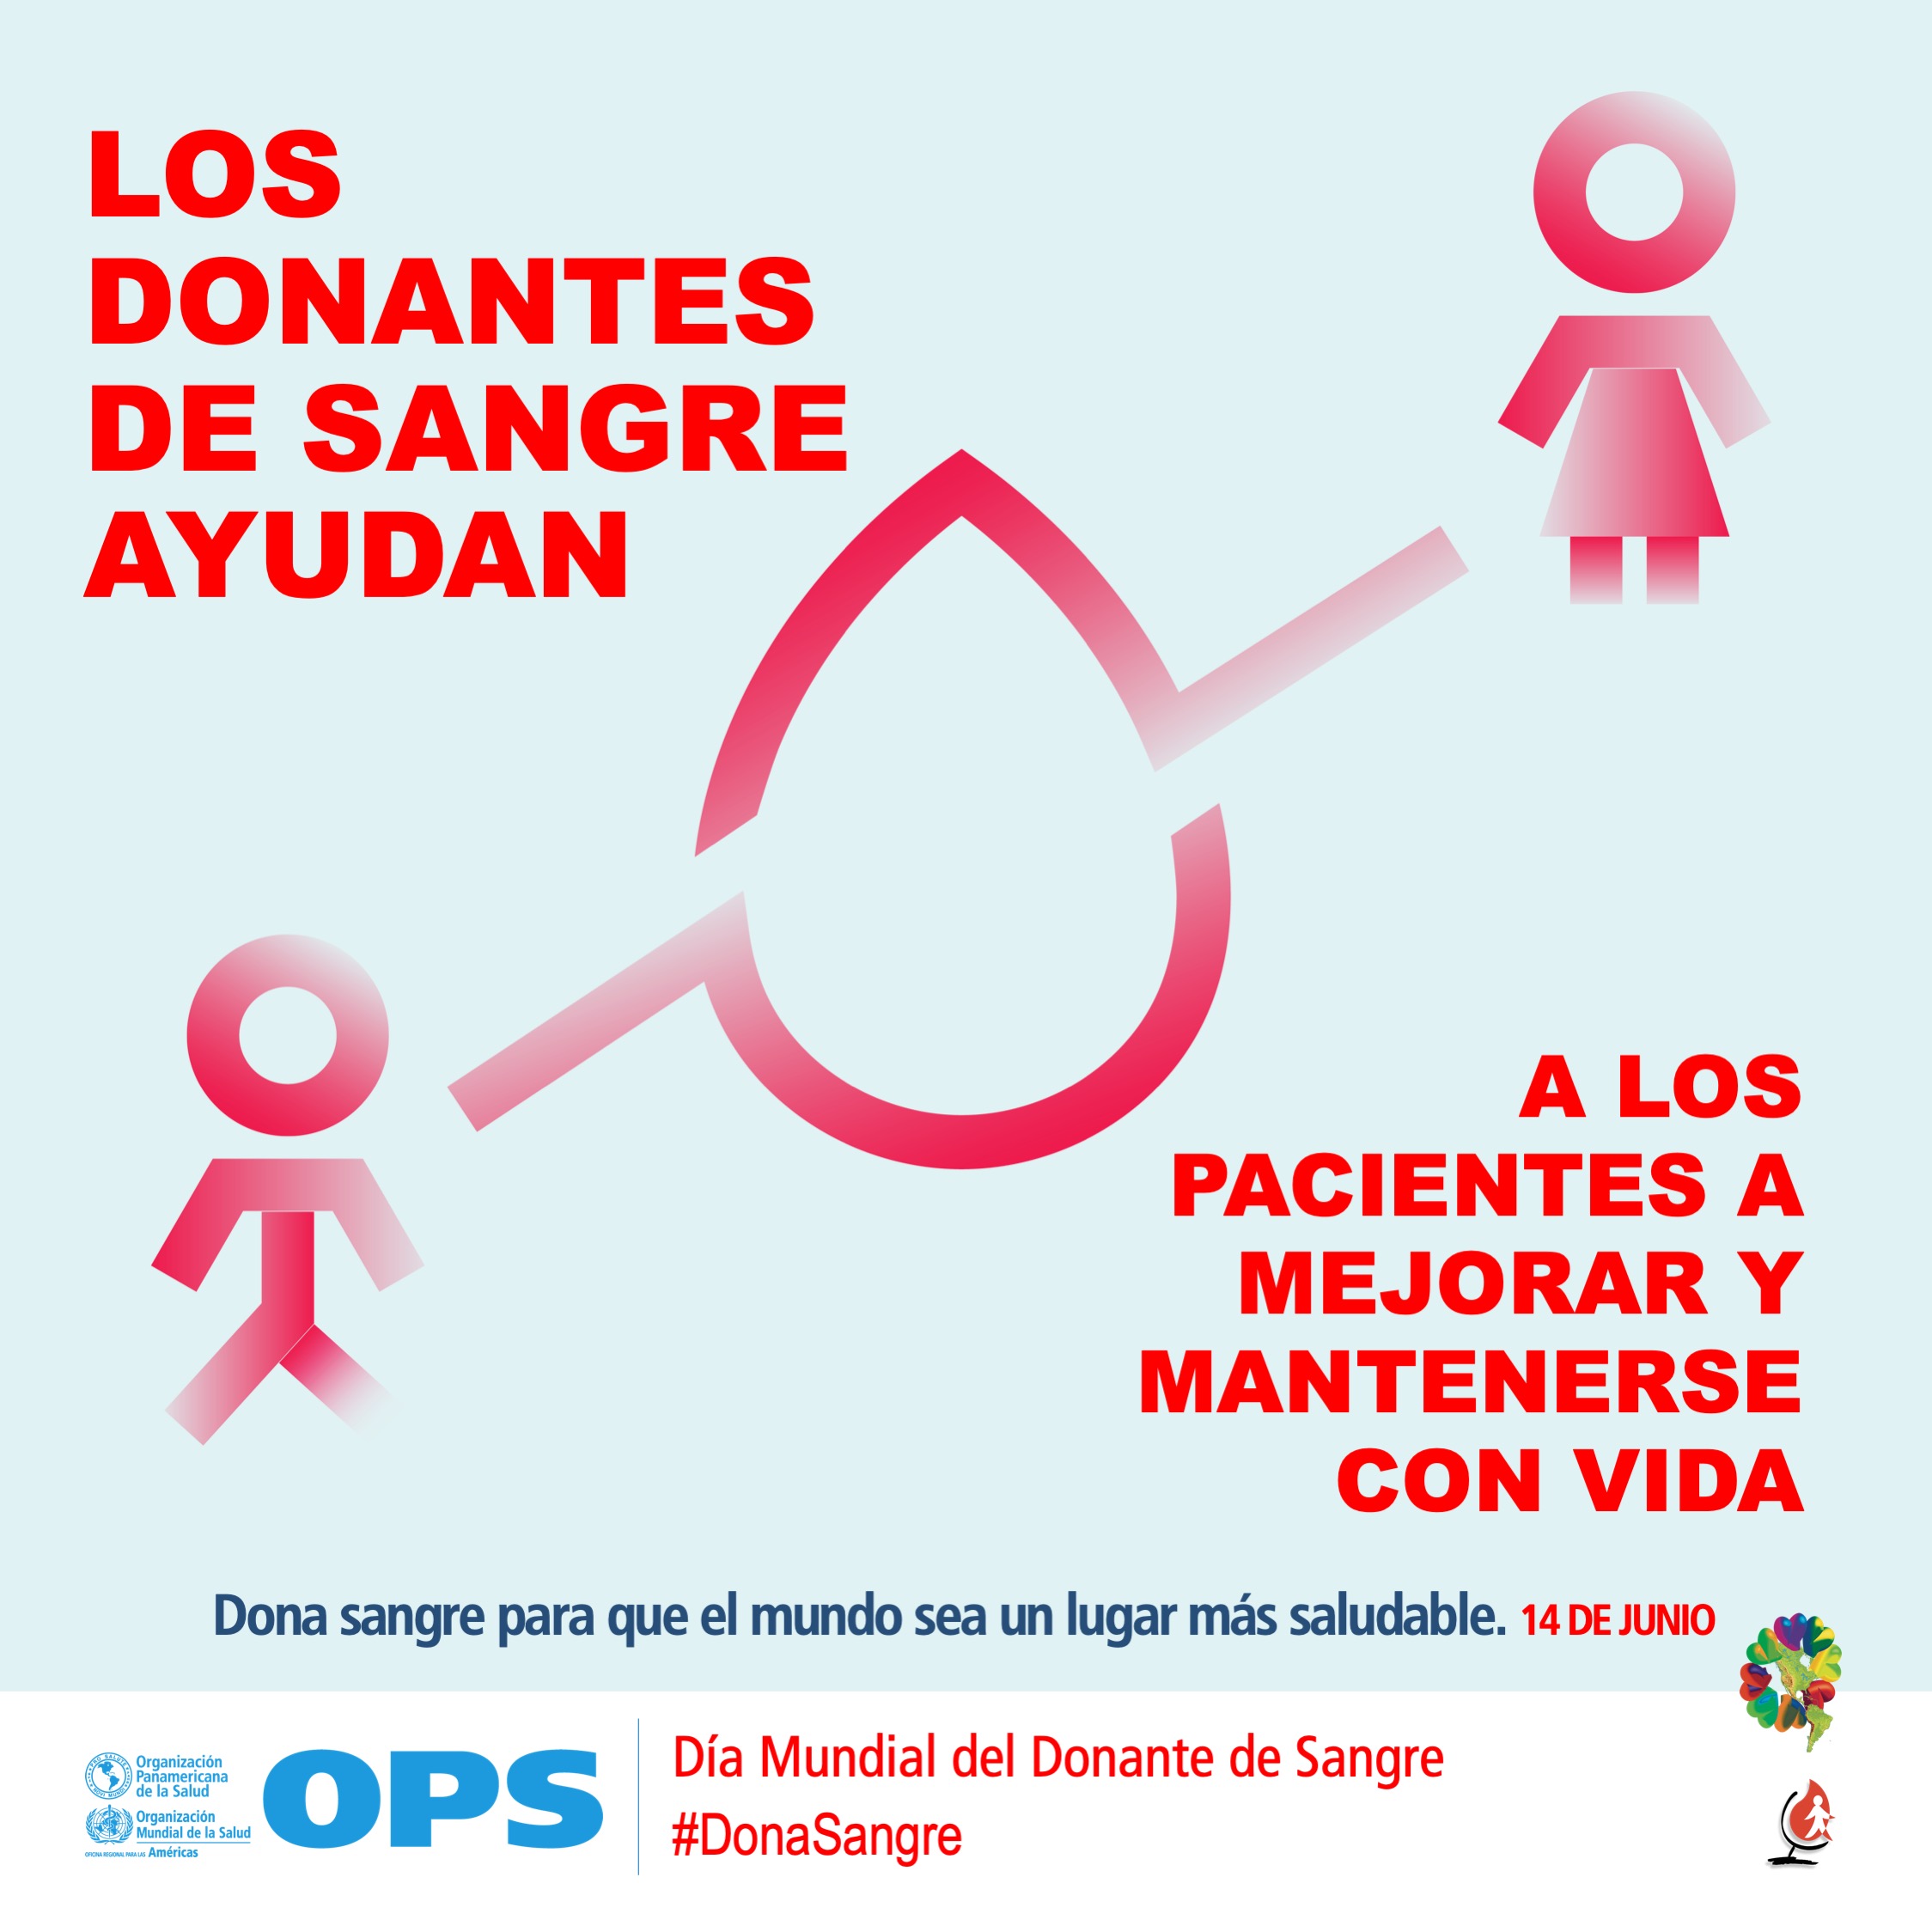 LOS
DONANTES
DE SANGRE
AYUDAN
A LOS
PACIENTES A
MEJORAR Y
MANTENERSE
CON VIDA
Dona sangre para que el mundo sea un lugar más saludable. 14 DE JUNIO
Organización
Panamericana
de la Salud
Organización
Mundial de la Salud
OFICINA REGIONAL PARA LAS Américas
OPS
Día Mundial del Donante de Sangre
#DonaSangre